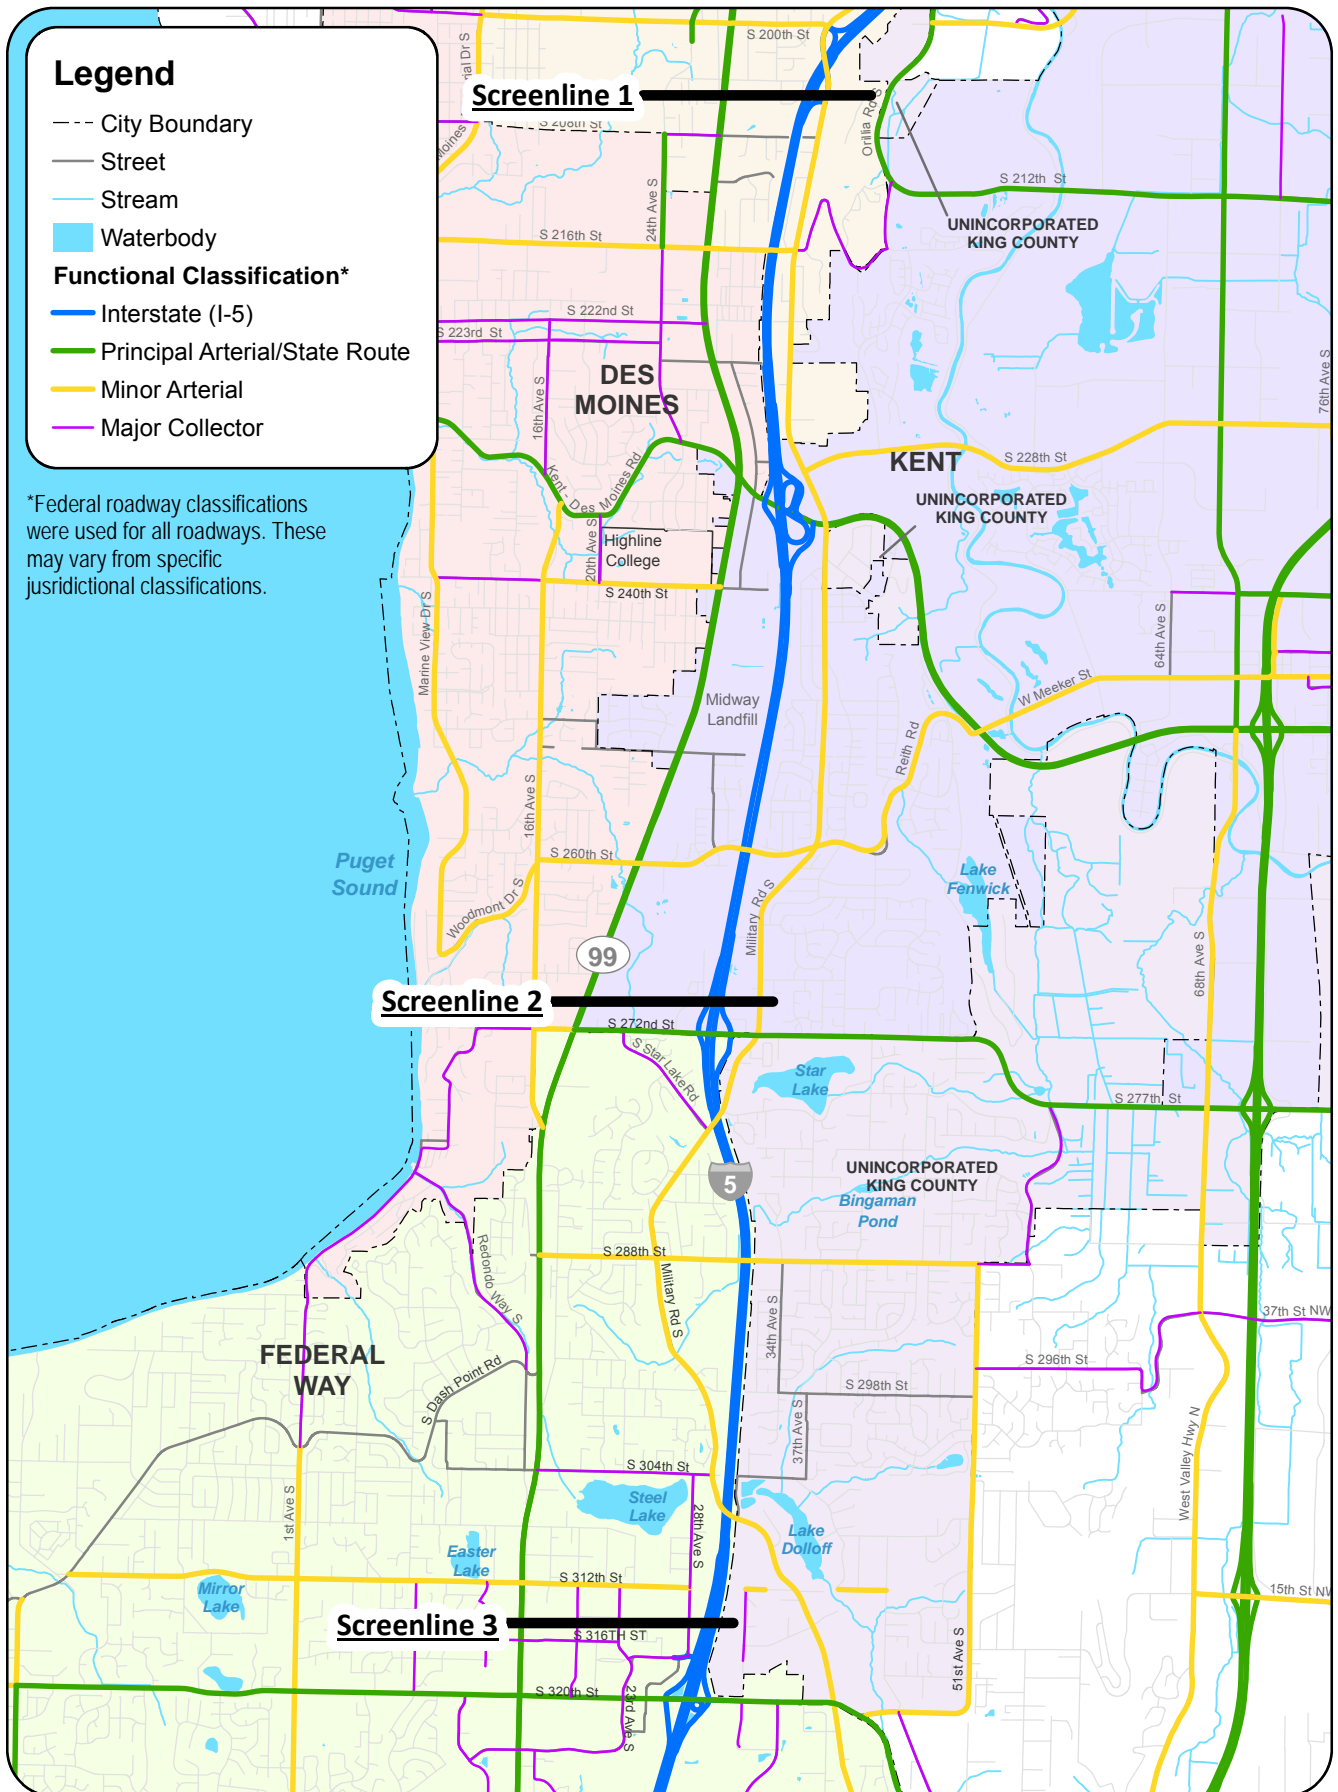 Legend
City Boundary
Street
Stream
Waterbody
Functional Classification*
Interstate (I-5)
Principal Arterial/State Route
Minor Arterial
Major Collector
*Federal roadway classifications
were used for all roadways. These
may vary from specific
jusridictional classifications.
S 200th St
Screenline 1
S 208th St
Orillia Rd S
S 212th St
24th Ave S
UNINCORPORATED
KING COUNTY
S 216th St
S 222nd St
S 223rd St
DES
MOINES
16th Ave S
76th Ave S
KENT
S 228th St
Kent - Des Moines Rd
UNINCORPORATED
KING COUNTY
20th Ave S
Highline
College
S 240th St
Marine View Dr S
64th Ave S
W Meeker St
Midway
Landfill
Reith Rd
16th Ave S
S 260th St
Puget
Sound
Lake
Fenwick
Woodmont Dr S
Military Rd S
68th Ave S
99
Screenline 2
S 272nd St
S Star Lake Rd
Star
Lake
S 277th St
UNINCORPORATED
KING COUNTY
5
Bingaman
Pond
Redondo Way S
S 288th St
Military Rd S
34th Ave S
37th St NW
FEDERAL
WAY
S Dash Point Rd
S 296th St
S 298th St
37th Ave S
West Valley Hwy N
S 304th St
1st Ave S
Steel
Lake
28th Ave S
Lake
Dolloff
Easter
Lake
S 312th St
Mirror
Lake
15th St NW
Screenline 3
S 316TH ST
51st Ave S
S 320th St
23rd Ave S